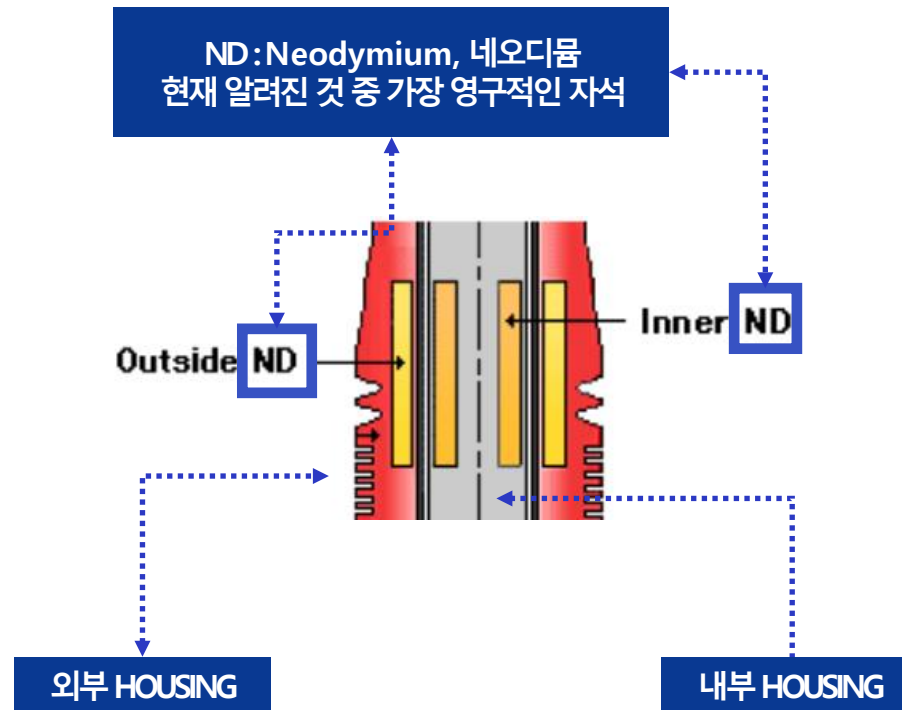 ND:Neodymium, 네오디뮴
현재 알려진 것 중 가장 영구적인 자석
Inner ND
Outside ND
외부 HOUSING
내부 HOUSING